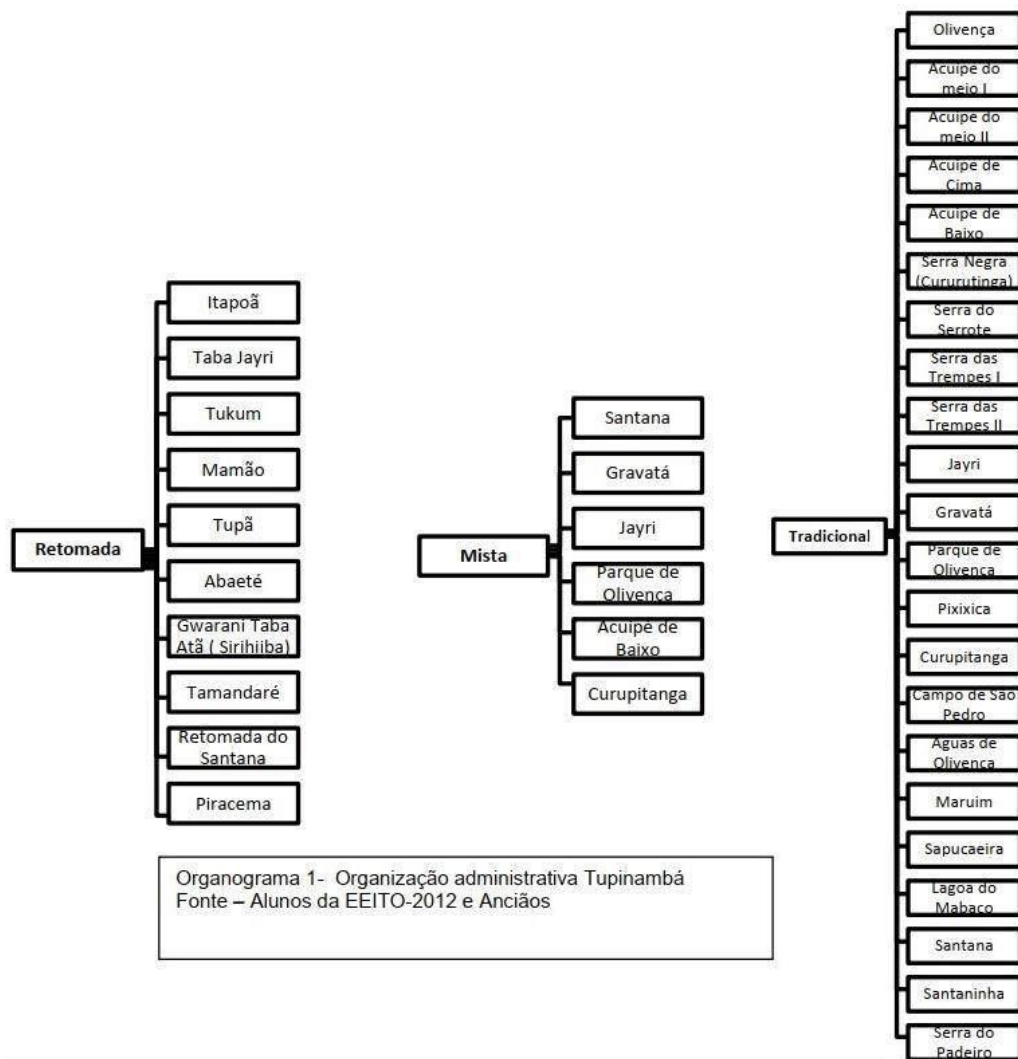 Retomada
Itapoã
Taba Jayri
Tukum
Mamão
Tupã
Abaeté
Gwarani Taba
Atã ( Sirihiiba)
Tamandaré
Retomada do
Santana
Piracema
Mista
Santana
Gravatá
Jayri
Parque de
Olivença
Acuipe de
Baixo
Curupitanga
Tradicional
Olivença
Acuipe do
meio I
Acuipe do
meio II
Acuipe de
Cima
Acuipe de
Baixo
Serra Negra
(Cururutinga)
Serra do
Serrote
Serra das
Trempes I
Serra das
Trempes II
Jayri
Gravatá
Parque de
Olivença
Pixixica
Curupitanga
Campo de São
Pedro
Águas de
Olivença
Maruim
Sapucaeira
Lagoa do
Mabaço
Santana
Santaninha
Serra do
Padeiro
Organograma 1- Organização administrativa Tupinambá
Fonte – Alunos da EEITO-2012 e Anciãos